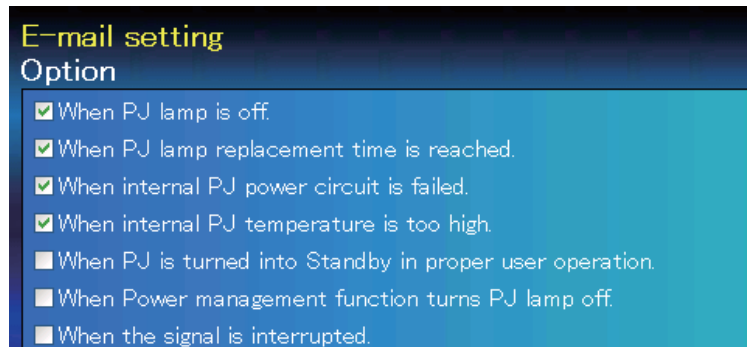 E-mail setting
Option
When PJ lamp is off.
When PJ lamp replacement time is reached.
When internal PJ power circuit is failed.
When internal PJ temperature is too high.
When PJ is turned into Standby in proper user operation.
When Power management function turns PJ lamp off.
When the signal is interrupted.